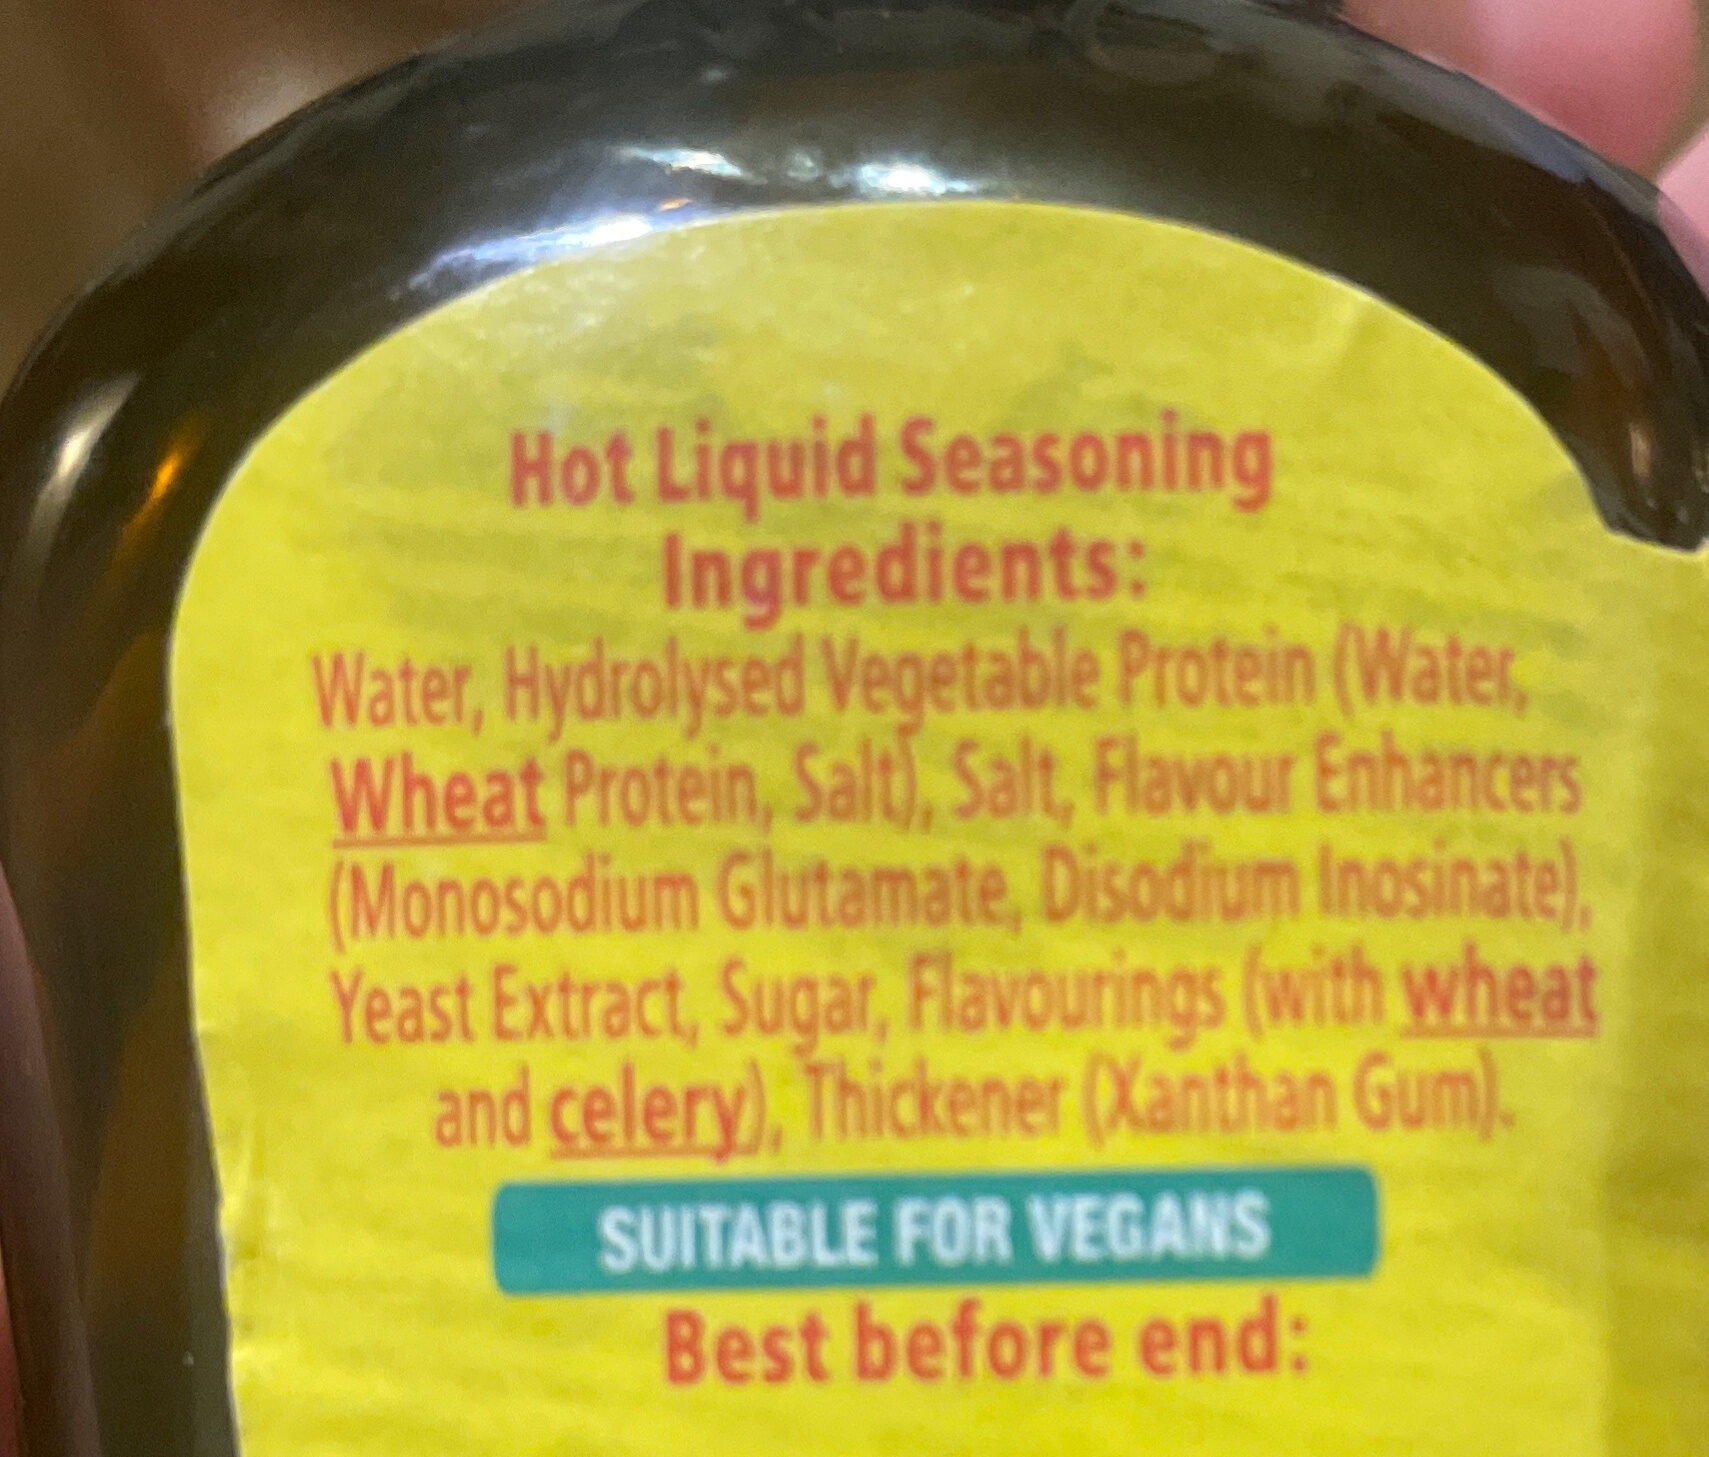 Hot Liquid Seasoning
Ingredients:
Water, Hydrolysed Vegetable Protein (Water,
Wheat Protein, Salt), Salt, Flavour Enhancers
(Monosodium Glutamate, Disodium Inosinate),
Yeast Extract, Sugar, Flavourings (with wheat
and celery), Thickener (Xanthan Gum).
SUITABLE FOR VEGANS
Best before end: